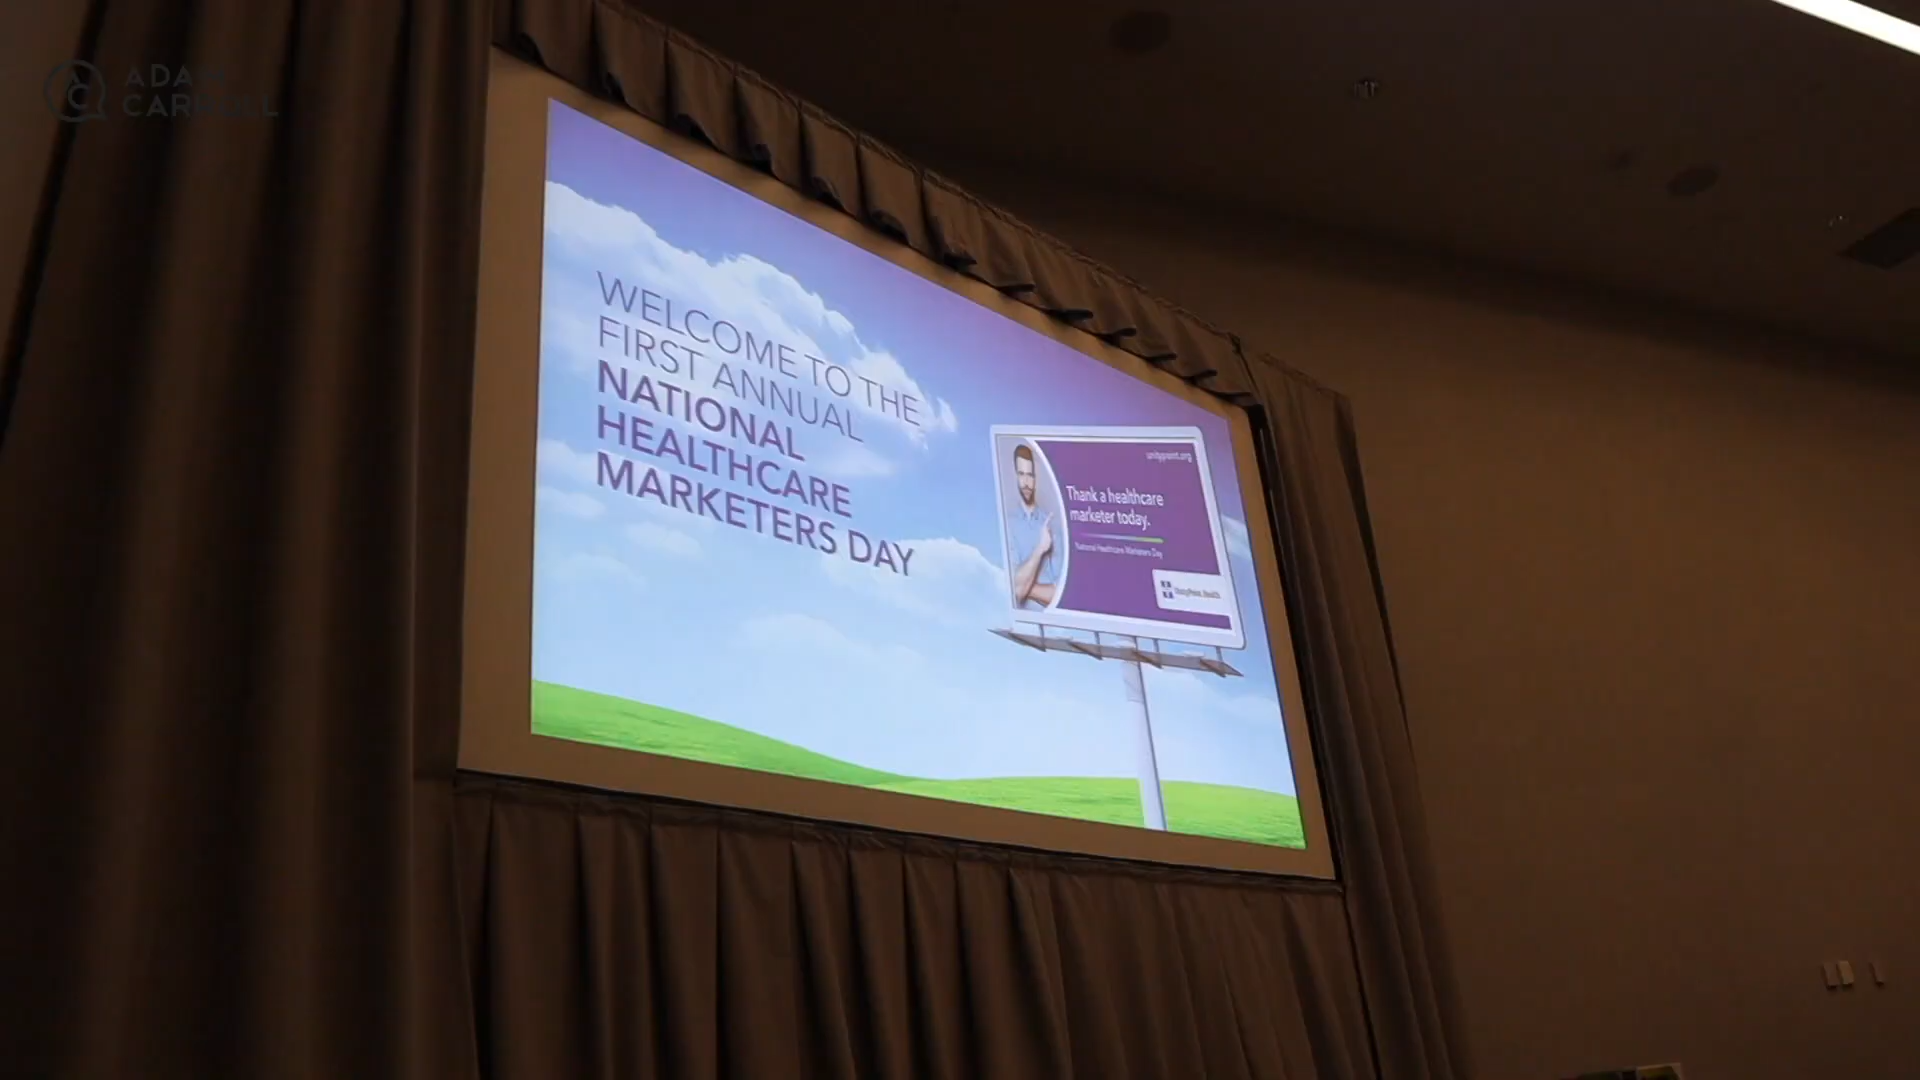 ADAM
CARROLL
WELCOME TO THE
FIRST ANNUAL
NATIONAL
HEALTHCARE
MARKETERS DAY
unitypoint.org
Thank a healthcare
marketer today.
National Healthcare Marketers Day
UnityPoint Health